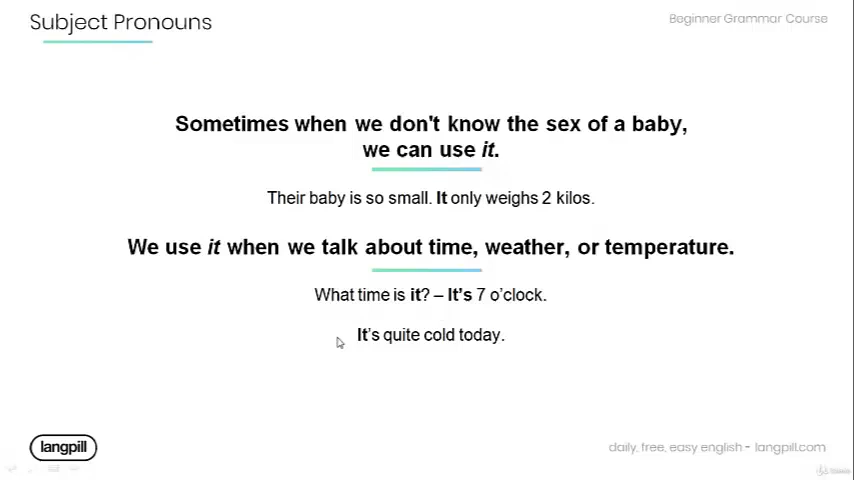 Subject Pronouns
Beginner Grammar Course
Sometimes when we don't know the sex of a baby,
we can use it.
Their baby is so small. It only weighs 2 kilos.
We use it when we talk about time, weather, or temperature.
What time is it? – It’s 7 o’clock.
It’s quite cold today.
langpill
daily, free, easy english - langpill.com